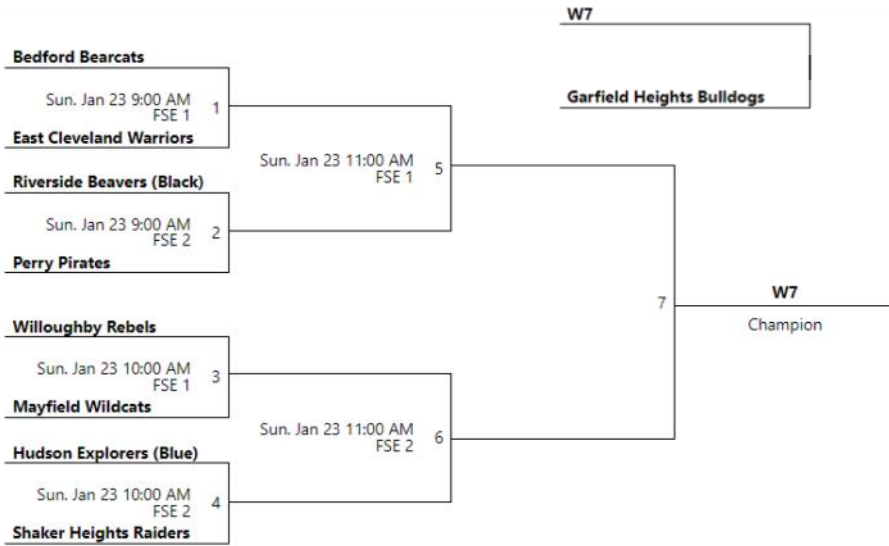 W7
Garfield Heights Bulldogs
Bedford Bearcats
Sun. Jan 23 9:00 AM
FSE 1
1
East Cleveland Warriors
Riverside Beavers (Black)
Sun. Jan 23 9:00 AM
FSE 2
2
Perry Pirates
Sun. Jan 23 11:00 AM
FSE 1
5
Willoughby Rebels
Sun. Jan 23 10:00 AM
FSE 1
3
Mayfield Wildcats
Hudson Explorers (Blue)
Sun. Jan 23 10:00 AM
FSE 2
4
Shaker Heights Raiders
Sun. Jan 23 11:00 AM
FSE 2
6
7
W7
Champion